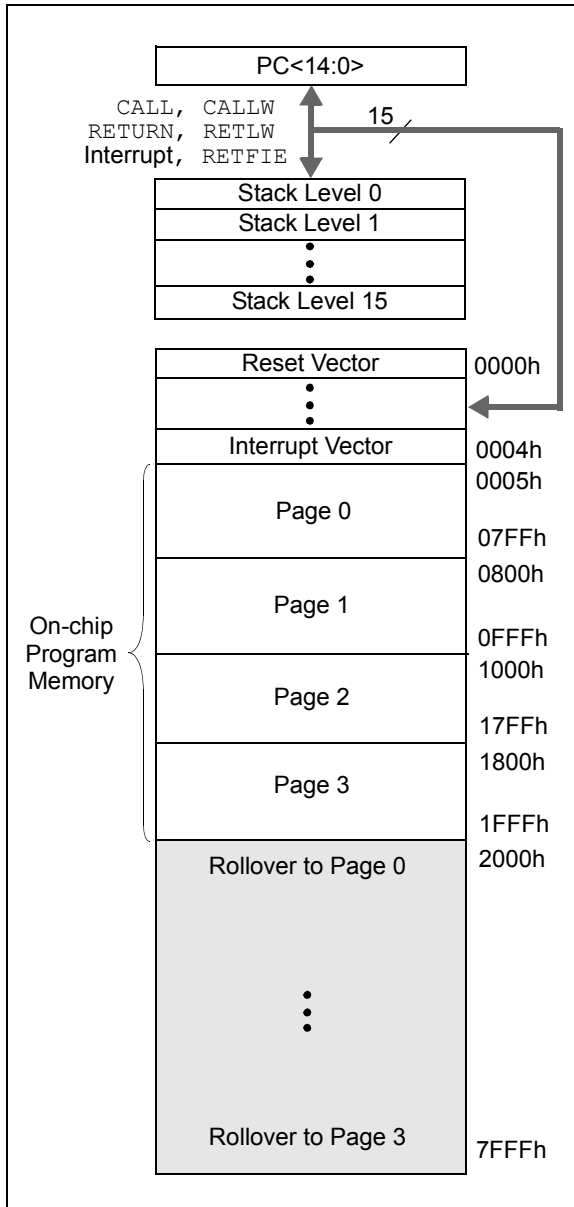 PC<14:0>
CALL, CALLW
RETURN, RETLW
Interrupt, RETFIE
15
Stack Level 0
Stack Level 1
Stack Level 15
Reset Vector
0000h
Interrupt Vector
0004h
0005h
Page 0
07FFh
0800h
Page 1
0FFFh
On-chip
Program
Memory
1000h
Page 2
17FFh
1800h
Page 3
1FFFh
Rollover to Page 0
2000h
Rollover to Page 3
7FFFh